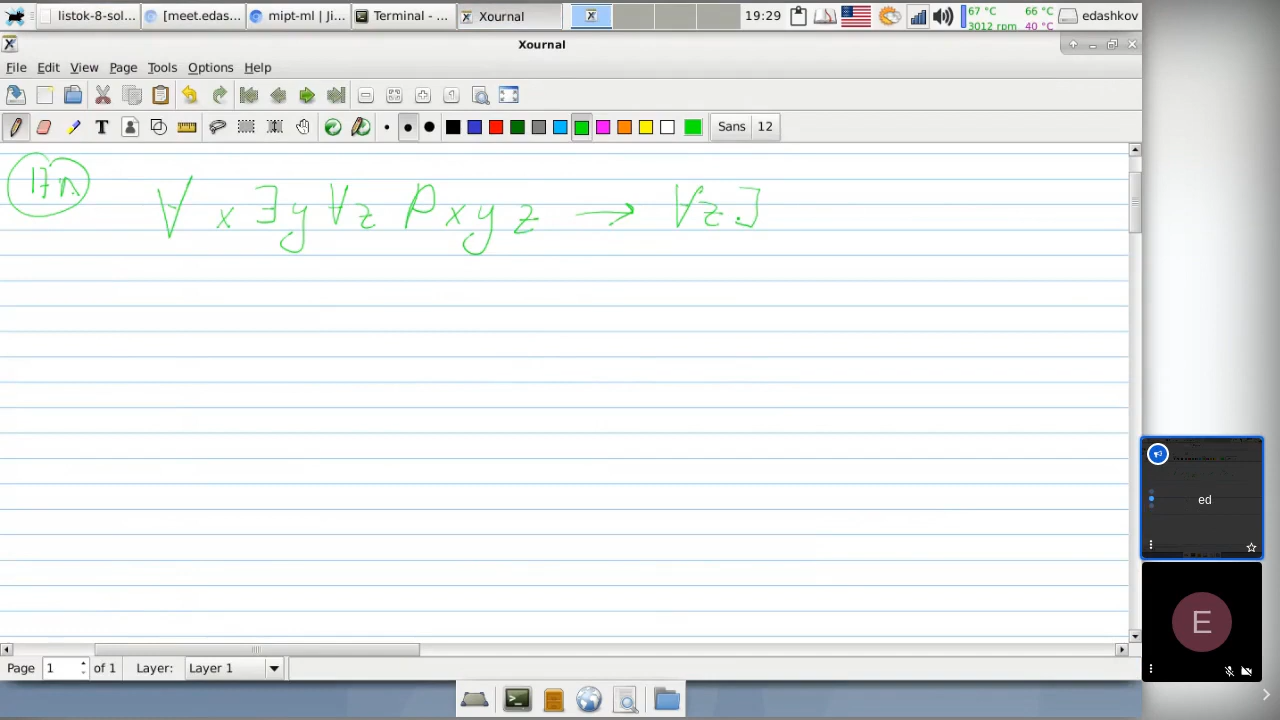 19:29
listok-8-sol...
[meet.edas...
mipt-ml | Ji...
Terminal - ...
Xournal
67 °C 66 °C
3012 rpm 40 °C
edashkov
Xournal
File Edit View Page Tools Options Help
Sans 12
17л
∀ x ∃ y ∀z P x y z → ∀z ∃
ed
E
Page 1 of 1 Layer: Layer 1